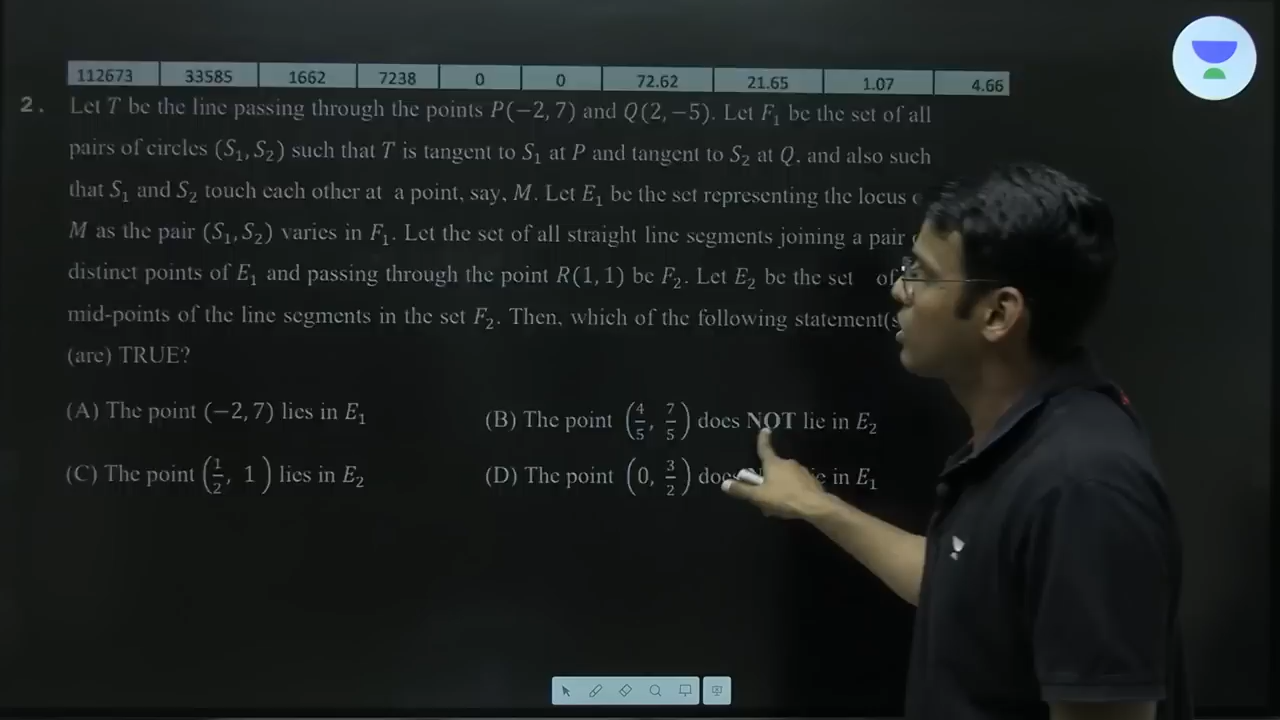 112673 33585 1662 7238 0 0 72.62 21.65 1.07 4.66
2. Let T be the line passing through the points P(−2, 7) and Q(2, −5). Let F₁ be the set of all
pairs of circles (S₁, S₂) such that T is tangent to S₁ at P and tangent to S₂ at Q, and also such
that S₁ and S₂ touch each other at a point, say, M. Let E₁ be the set representing the locus
M as the pair (S₁, S₂) varies in F₁. Let the set of all straight line segments joining a pair
distinct points of E₁ and passing through the point R(1, 1) be F₂. Let E₂ be the set of
mid-points of the line segments in the set F₂. Then, which of the following statement(s
(are) TRUE?
(A) The point (−2, 7) lies in E₁ (B) The point (4/5, 7/5) does NOT lie in E₂
(C) The point (1/2, 1) lies in E₂ (D) The point (0, 3/2) in E₁